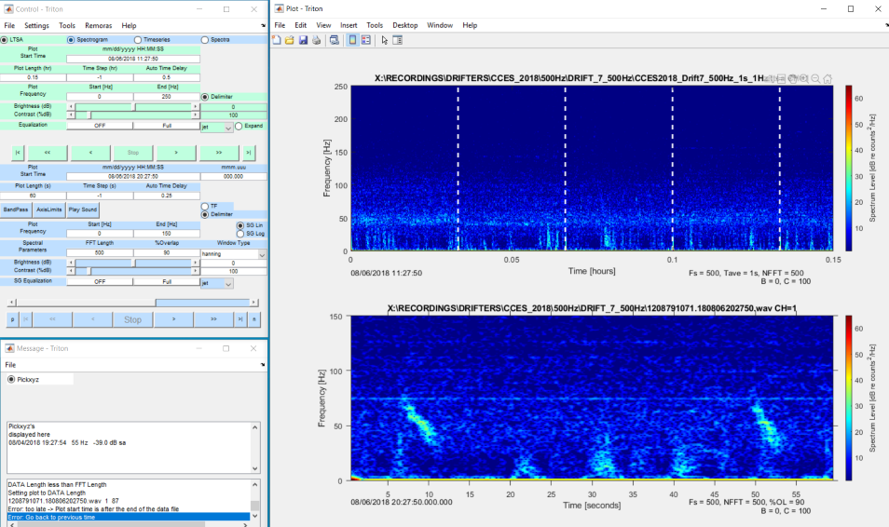 Control - Triton
File Settings Tools Remoras Help
LTSA Spectrogram Timeseries Spectra
Plot Start Time mm/dd/yyyy HH:MM:SS
08/06/2018 11:27:50
Plot Length (hr) Time Step (hr) Auto Time Delay
0.15 -1 0.5
Plot Frequency Start [Hz] End [Hz]
0 250 Delimiter
Brightness (dB) 0
Contrast (%dB) 100
Equalization OFF Full jet Expand
|< << < Stop > >> >|
Plot Start Time mm/dd/yyyy HH:MM:SS mmm.uuu
08/06/2018 20:27:50 000.000
Plot Length (s) Time Step (s) Auto Time Delay
60 -1 0.25
BandPass AxisLimits Play Sound TF
Delimiter
Plot Frequency Start [Hz] End [Hz] SG Lin
0 150 SG Log
Spectral Parameters FFT Length %Overlap Window Type
500 90 hanning
Brightness (dB) 0
Contrast (%dB) 100
SG Equalization OFF Full jet
|< << < Stop > >> >|
Message - Triton
File
Pickxyz
Pickxyz's
displayed here
08/04/2018 19:27:54 55 Hz -39.0 dB sa
DATA Length less than FFT Length
Setting plot to DATA Length
1208791071.180806202750.wav 1 87
Error: too late -> Plot start time is after the end of the data file
Error: Go back to previous time
Plot - Triton
File Edit View Insert Tools Desktop Window Help
X:\RECORDINGS\DRIFTERS\CCES_2018\500Hz\DRIFT_7_500Hz\CCES2018_Drift7_500Hz_1s_1H.
250
200
150
100
50
0
Frequency [Hz]
0 0.05 0.1 0.15
Time [hours]
08/06/2018 11:27:50
Fs = 500, Tave = 1s, NFFT = 500
B = 0, C = 100
60
50
40
30
20
10
Spectrum Level [dB re counts²/Hz]
X:\RECORDINGS\DRIFTERS\CCES_2018\500Hz\DRIFT_7_500Hz\1208791071.180806202750.wav CH=1
150
100
50
0
Frequency [Hz]
5 10 15 20 25 30 35 40 45 50 55
Time [seconds]
08/06/2018 20:27:50.000.000
Fs = 500, NFFT = 500, %OL = 90
B = 0, C = 100
60
50
40
30
20
10
Spectrum Level [dB re counts²/Hz]